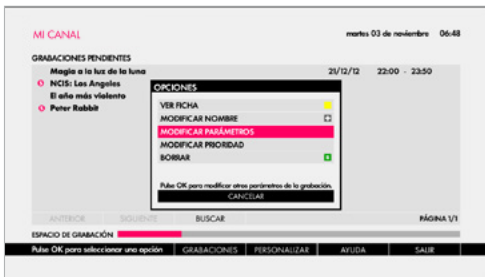 MI CANAL
martes 03 de noviembre 06:48
GRABACIONES PENDIENTES
Magia a la luz de la luna 21/12/12 22:00 - 23:50
NCIS: Los Angeles
El año más violento
Peter Rabbit
OPCIONES
VER FICHA
MODIFICAR NOMBRE
MODIFICAR PARÁMETROS
MODIFICAR PRIORIDAD
BORRAR
Pulse OK para modificar otros parámetros de la grabación.
CANCELAR
ANTERIOR SIGUIENTE BUSCAR PÁGINA 1/1
ESPACIO DE GRABACIÓN
Pulse OK para seleccionar una opción GRABACIONES PERSONALIZAR AYUDA SALIR